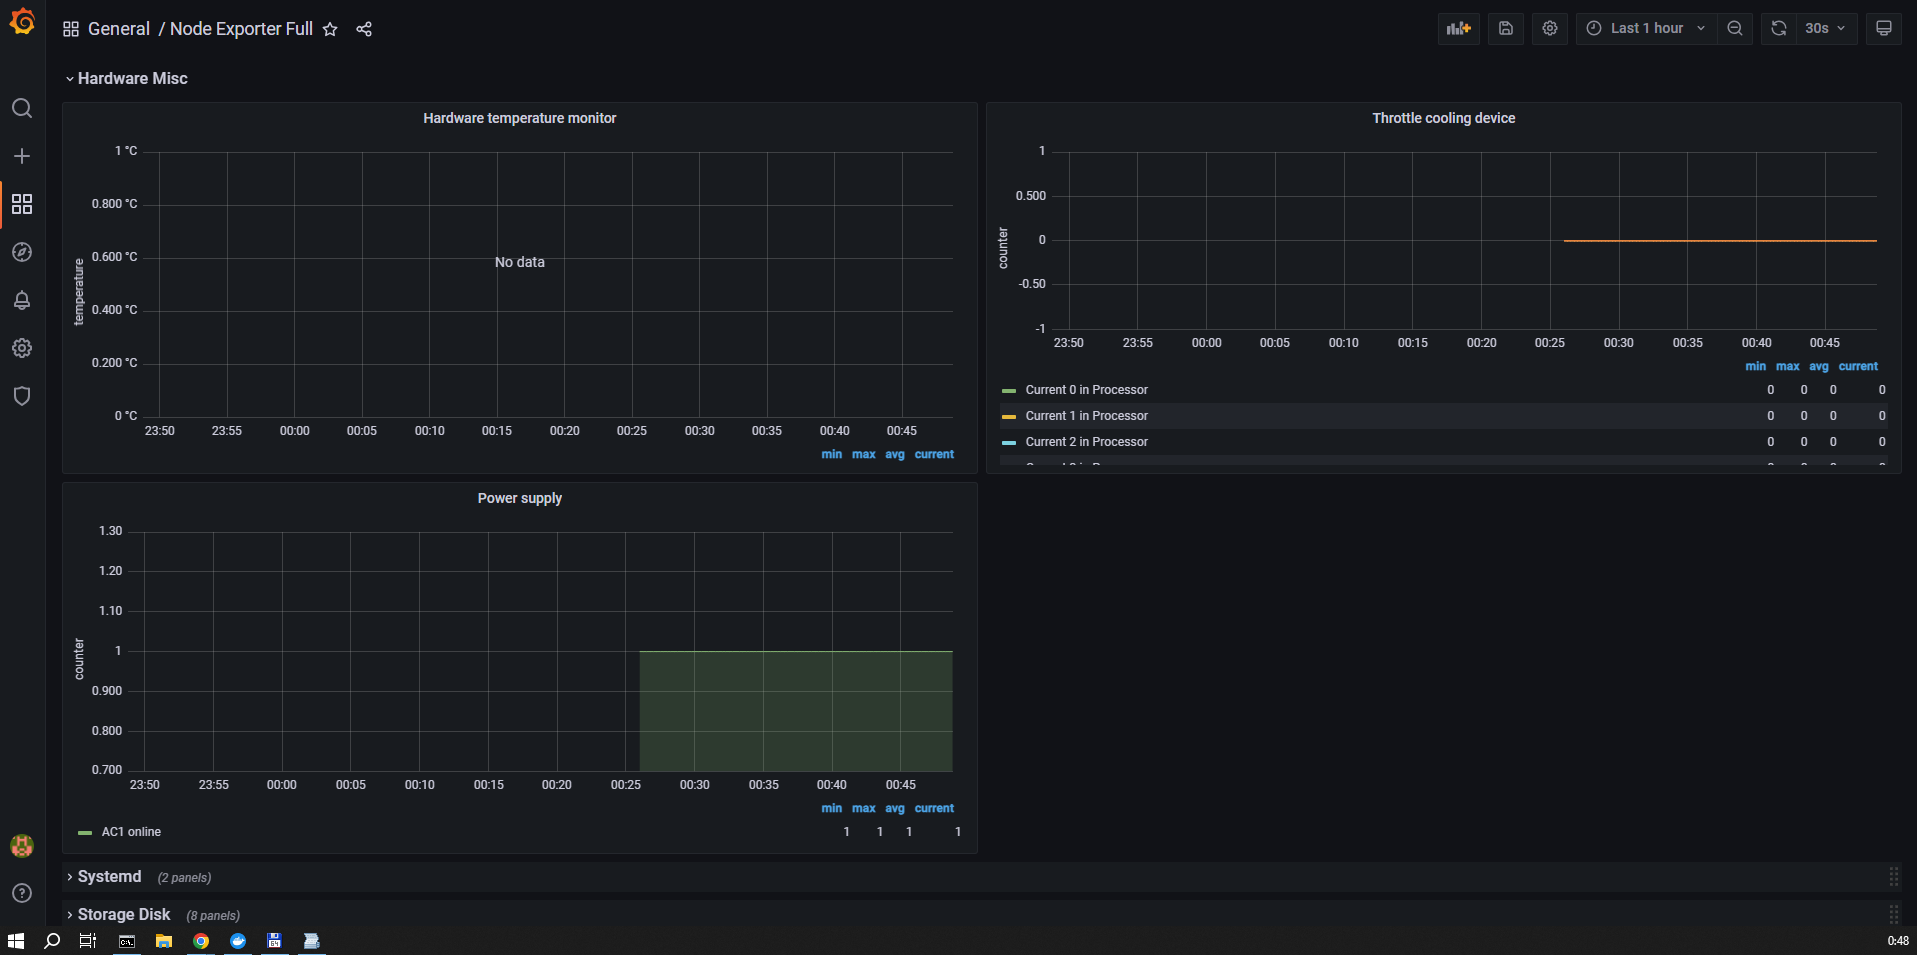 General / Node Exporter Full
Last 1 hour
30s
Hardware Misc
Hardware temperature monitor
1 °C
0.800 °C
0.600 °C
0.400 °C
0.200 °C
0 °C
temperature
No data
23:50 23:55 00:00 00:05 00:10 00:15 00:20 00:25 00:30 00:35 00:40 00:45
min max avg current
Throttle cooling device
1
0.500
0
-0.50
-1
counter
23:50 23:55 00:00 00:05 00:10 00:15 00:20 00:25 00:30 00:35 00:40 00:45
min max avg current
Current 0 in Processor 0 0 0 0
Current 1 in Processor 0 0 0 0
Current 2 in Processor 0 0 0 0
Power supply
1.30
1.20
1.10
1
0.900
0.800
0.700
counter
23:50 23:55 00:00 00:05 00:10 00:15 00:20 00:25 00:30 00:35 00:40 00:45
min max avg current
AC1 online 1 1 1 1
Systemd (2 panels)
Storage Disk (8 panels)
0:48